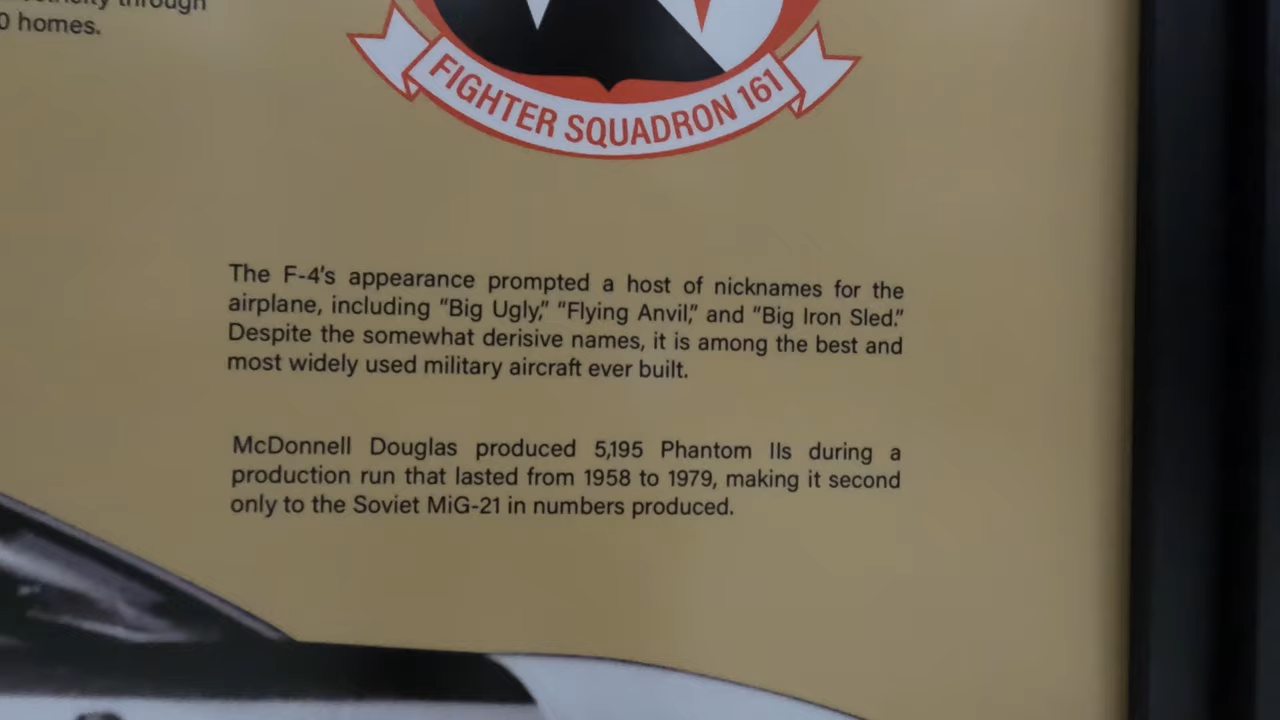 through
0 homes.
FIGHTER SQUADRON 161
The F-4's appearance prompted a host of nicknames for the
airplane, including “Big Ugly,” “Flying Anvil,” and “Big Iron Sled.”
Despite the somewhat derisive names, it is among the best and
most widely used military aircraft ever built.
McDonnell Douglas produced 5,195 Phantom IIs during a
production run that lasted from 1958 to 1979, making it second
only to the Soviet MiG-21 in numbers produced.